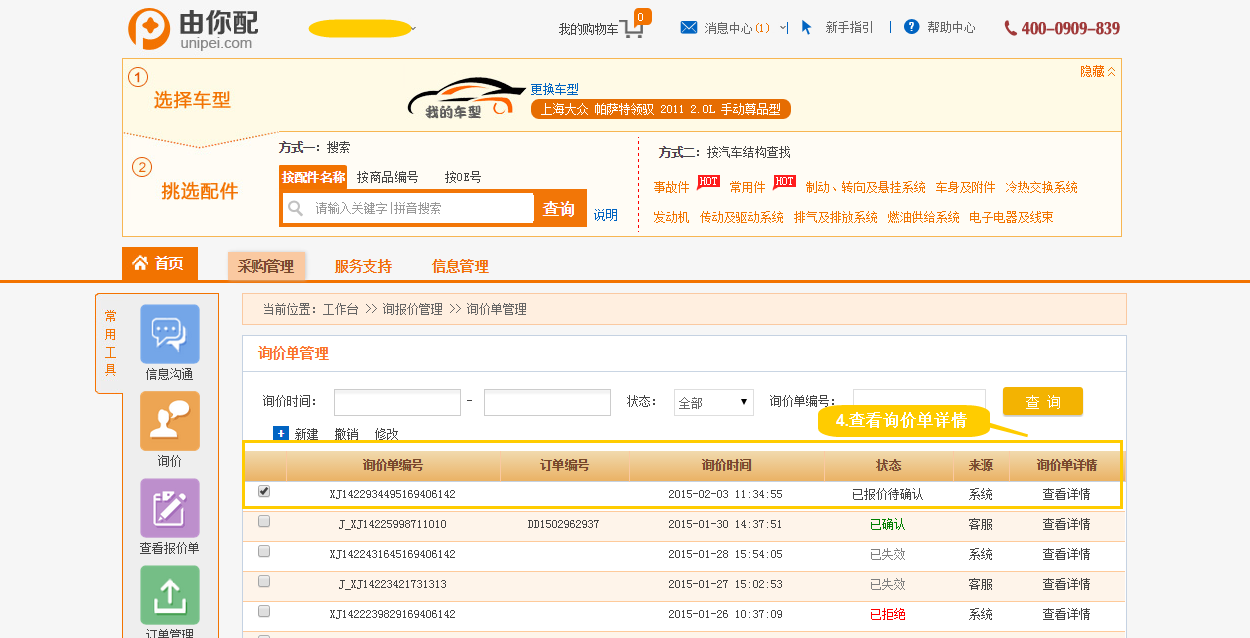 由你配
unipei.com
我的购物车 0
消息中心(1)
新手指引
帮助中心
400-0909-839
隐藏
1
选择车型
我的车型
更换车型
上海大众 帕萨特领驭 2011 2.0L 手动尊品型
2
挑选配件
方式一：搜索
按配件名称 按商品编号 按OE号
请输入关键字|拼音搜索
查询
说明
方式二：按汽车结构查找
事故件 HOT 常用件 HOT 制动、转向及悬挂系统 车身及附件 冷热交换系统
发动机 传动及驱动系统 排气及排放系统 燃油供给系统 电子电器及线束
首页 采购管理 服务支持 信息管理
常用工具
信息沟通
询价
查看报价单
订单管理
当前位置：工作台 >> 询报价管理 >> 询价单管理
询价单管理
询价时间： - 状态： 全部 询价单编号： 查 询
4.查看询价单详情
新建 撤销 修改
询价单编号 订单编号 询价时间 状态 来源 询价单详情
XJ1422934495169406142 2015-02-03 11:34:55 已报价待确认 系统 查看详情
J_XJ14225998711010 DD1502962937 2015-01-30 14:37:51 已确认 客服 查看详情
XJ1422431645169406142 2015-01-28 15:54:05 已失效 系统 查看详情
J_XJ14223421731313 2015-01-27 15:02:53 已失效 客服 查看详情
XJ1422239829169406142 2015-01-26 10:37:09 已拒绝 系统 查看详情